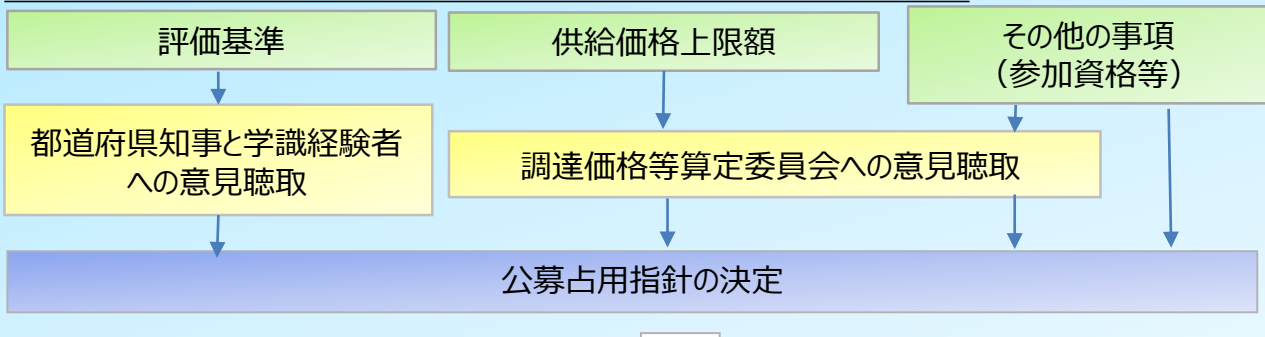 評価基準
供給価格上限額
その他の事項
（参加資格等）
都道府県知事と学識経験者
への意見聴取
調達価格等算定委員会への意見聴取
公募占用指針の決定